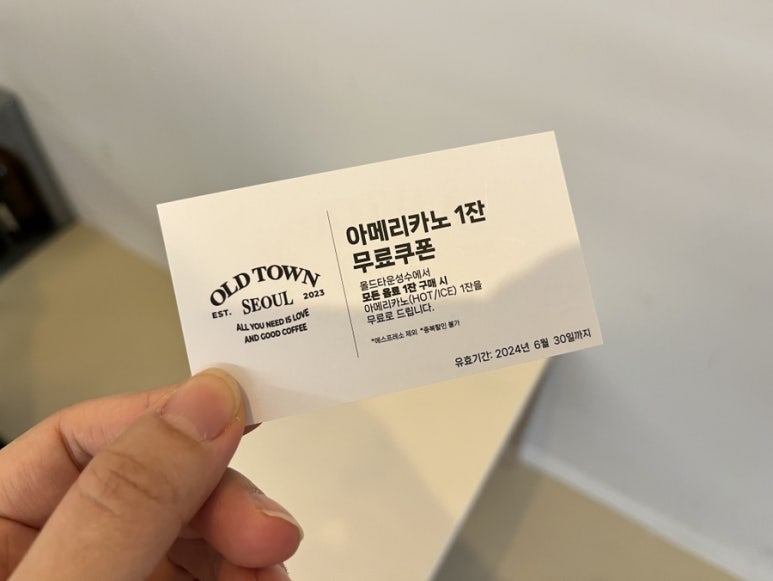 OLD TOWN
EST. SEOUL 2023
ALL YOU NEED IS LOVE
AND GOOD COFFEE
아메리카노 1잔
무료쿠폰
올드타운성수에서
모든 음료 1잔 구매 시
아메리카노(HOT/ICE) 1잔을
무료로 드립니다.
*에스프레소 제외 *중복할인 불가
유효기간: 2024년 6월 30일까지